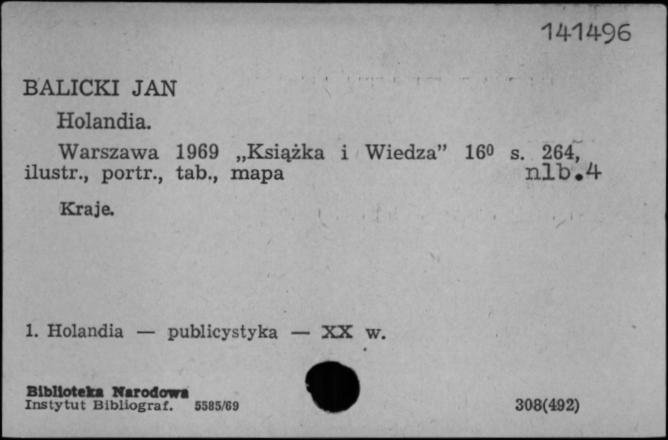 141496
BALICKI JAN
Holandia.
Warszawa 1969 „Książka i Wiedza” 16⁰ s. 264,
ilustr., portr., tab., mapa nlb.4
Kraje.
1. Holandia — publicystyka — XX w.
Biblioteka Narodowa
Instytut Bibliograf. 5585/69 308(492)